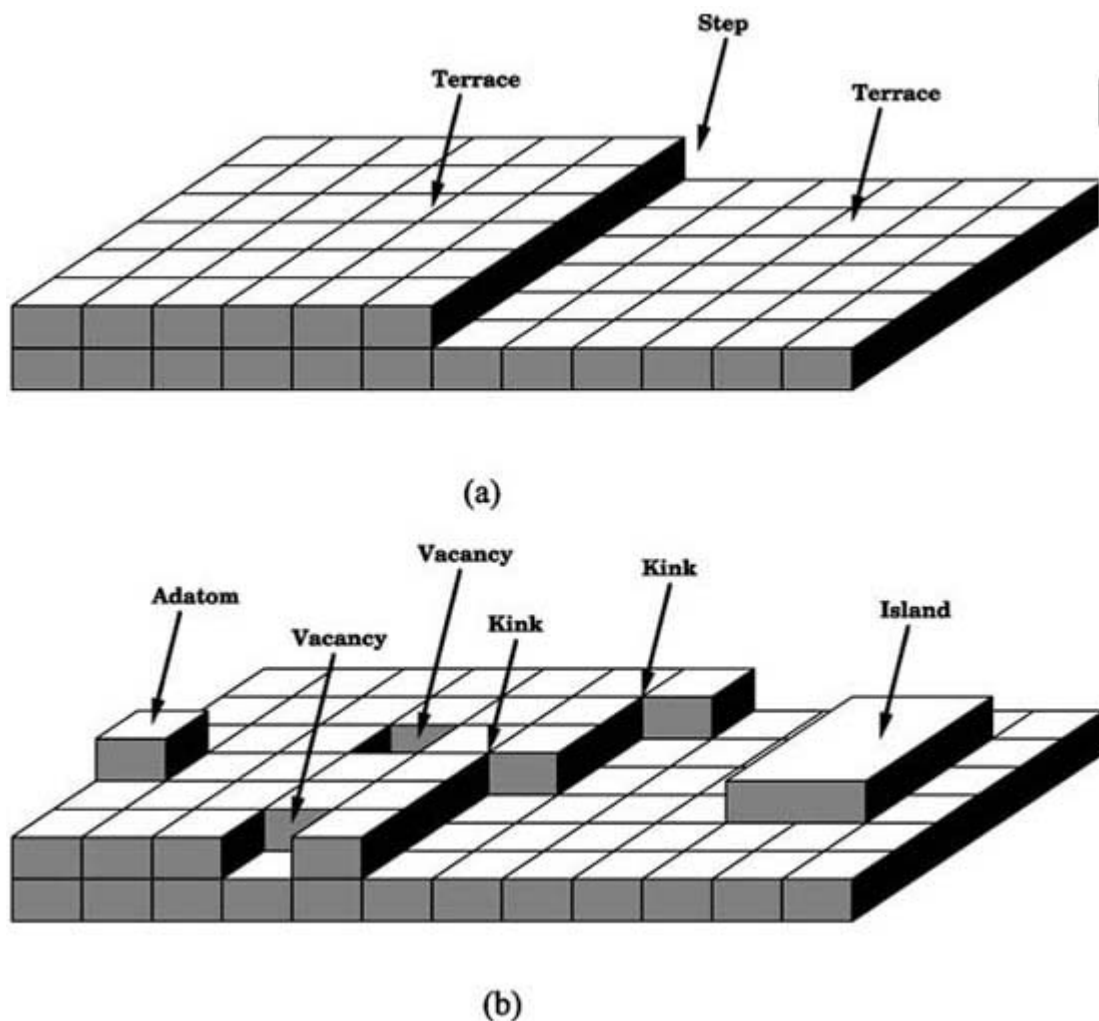 Step
Terrace
Terrace
(a)
Vacancy
Kink
Adatom
Kink
Island
Vacancy
(b)